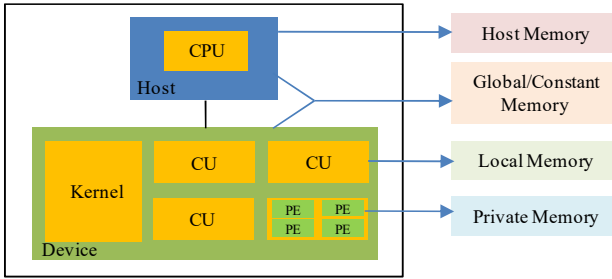 CPU
Host
Host Memory
Global/Constant
Memory
Kernel
CU
CU
Local Memory
CU
PE
PE
PE
PE
Private Memory
Device